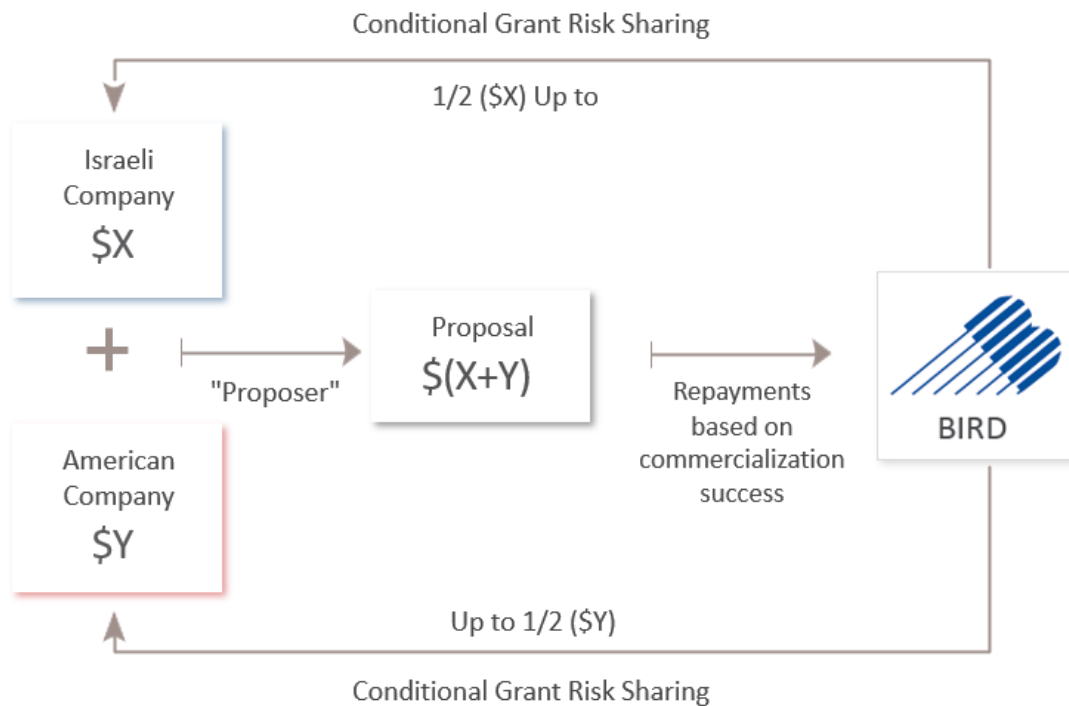 Conditional Grant Risk Sharing
1/2 ($X) Up to
Israeli
Company
$X
+
"Proposer"
Proposal
$(X+Y)
Repayments
based on
commercialization
success
BIRD
American
Company
$Y
Up to 1/2 ($Y)
Conditional Grant Risk Sharing